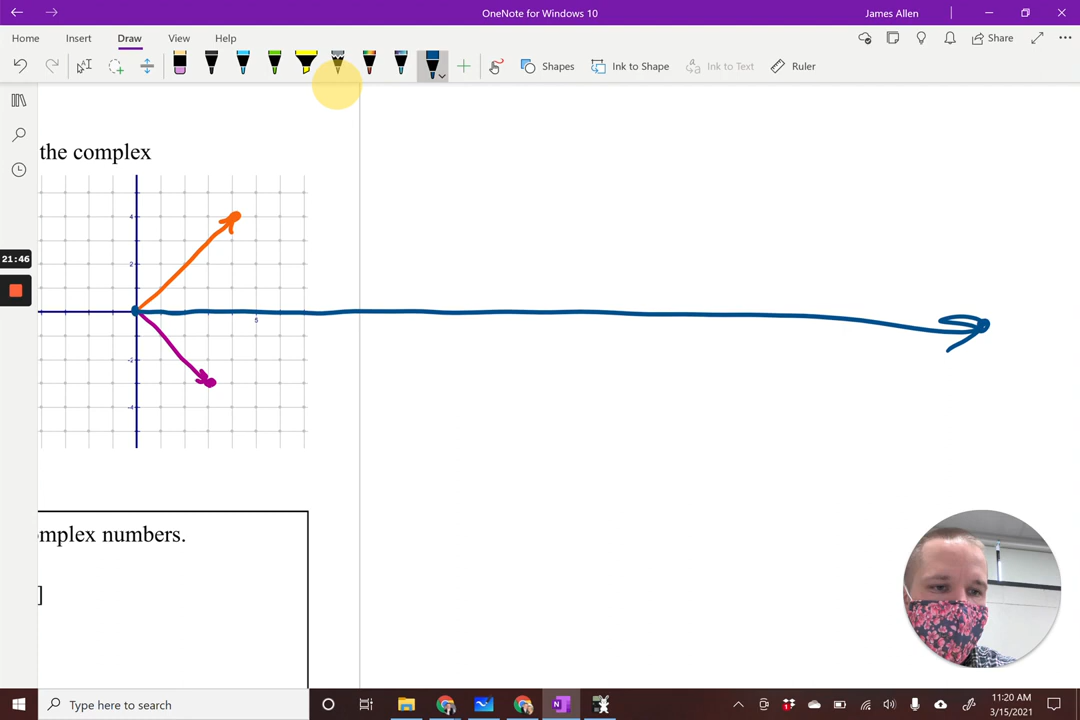 OneNote for Windows 10
James Allen
Home Insert Draw View Help
Share
Shapes Ink to Shape Ink to Text Ruler
the complex
4
2
5
-2
-4
21:46
omplex numbers.
]
Type here to search
11:20 AM
3/15/2021